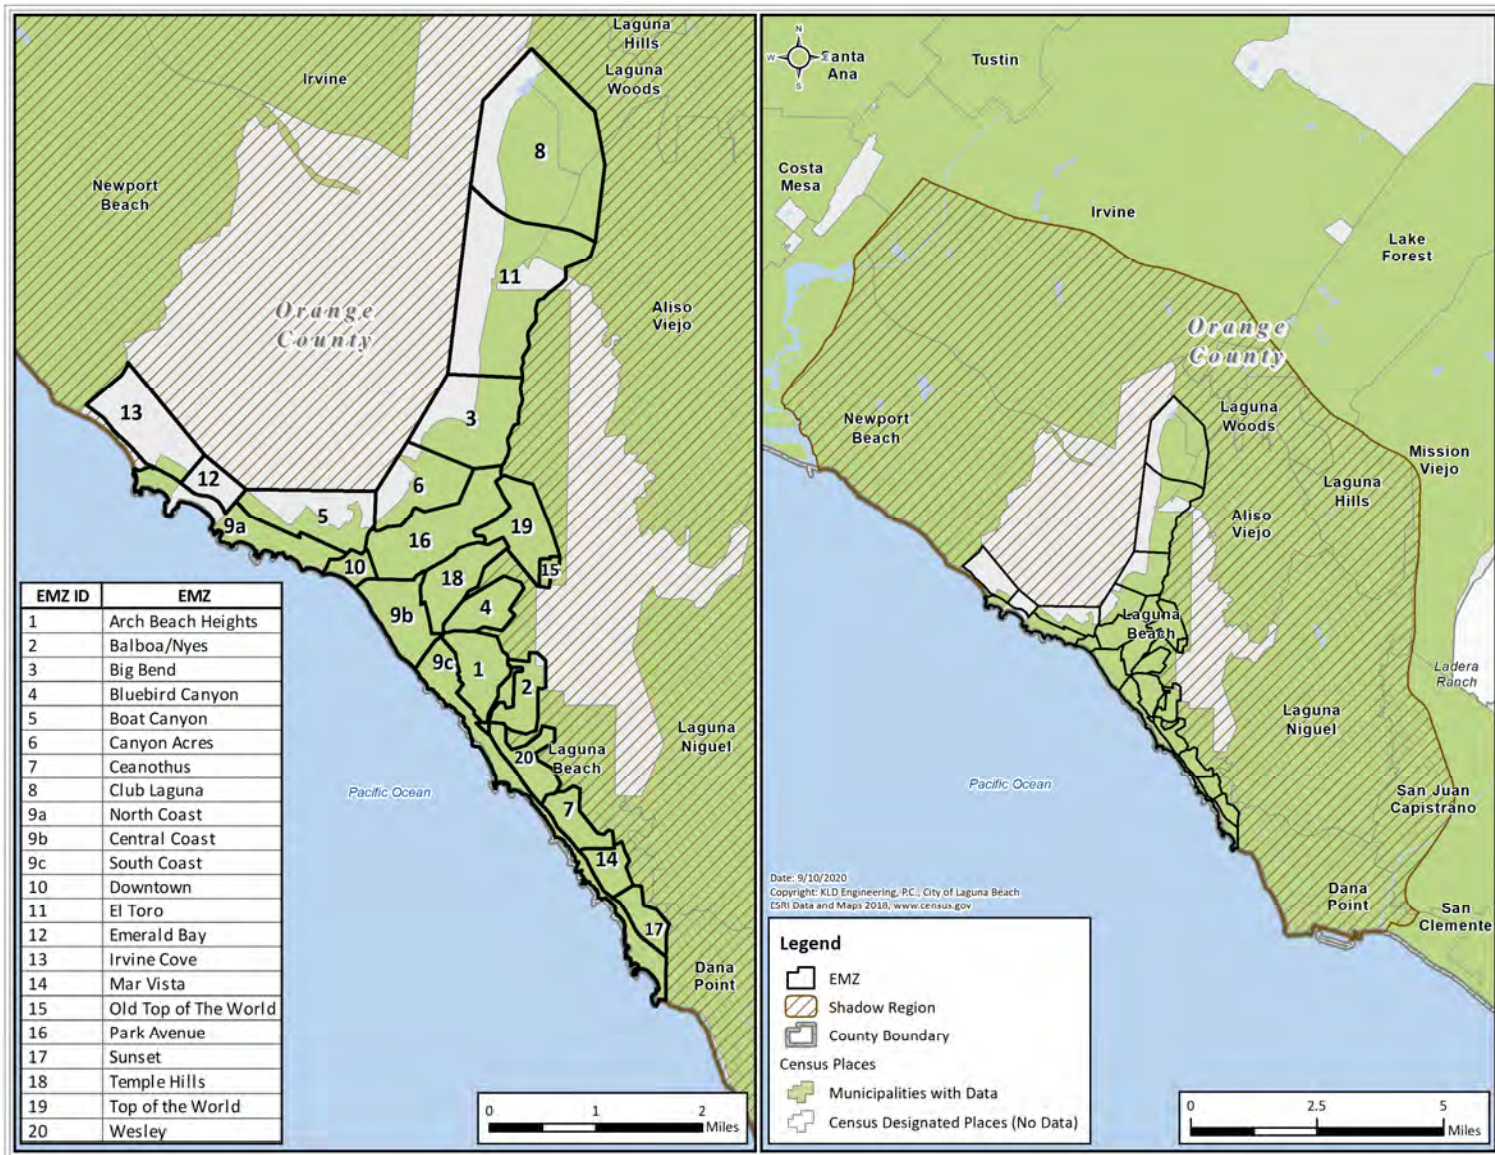 Laguna
Hills
Laguna
Woods
Irvine
8
Newport
Beach
11
Orange
County
Aliso
Viejo
13
3
12
6
5
9a
16
19
10
15
18
9b
4
9c
1
2
Laguna
Niguel
20
Laguna
Beach
Pacific Ocean
7
14
17
Dana
Point
EMZ ID EMZ
1 Arch Beach Heights
2 Balboa/Nyes
3 Big Bend
4 Bluebird Canyon
5 Boat Canyon
6 Canyon Acres
7 Ceanothus
8 Club Laguna
9a North Coast
9b Central Coast
9c South Coast
10 Downtown
11 El Toro
12 Emerald Bay
13 Irvine Cove
14 Mar Vista
15 Old Top of The World
16 Park Avenue
17 Sunset
18 Temple Hills
19 Top of the World
20 Wesley
0 1 2
Miles
N
W
S
Santa
Ana
Tustin
Costa
Mesa
Irvine
Lake
Forest
Orange
County
Newport
Beach
Laguna
Woods
Mission
Viejo
Laguna
Hills
Aliso
Viejo
Laguna
Beach
Ladera
Ranch
Laguna
Niguel
Pacific Ocean
San Juan
Capistrano
Dana
Point
San
Clemente
Date: 9/10/2020
Copyright: KLD Engineering, P.C., City of Laguna Beach
ESRI Data and Maps 2018, www.census.gov
Legend
EMZ
Shadow Region
County Boundary
Census Places
Municipalities with Data
Census Designated Places (No Data)
0 2.5 5
Miles